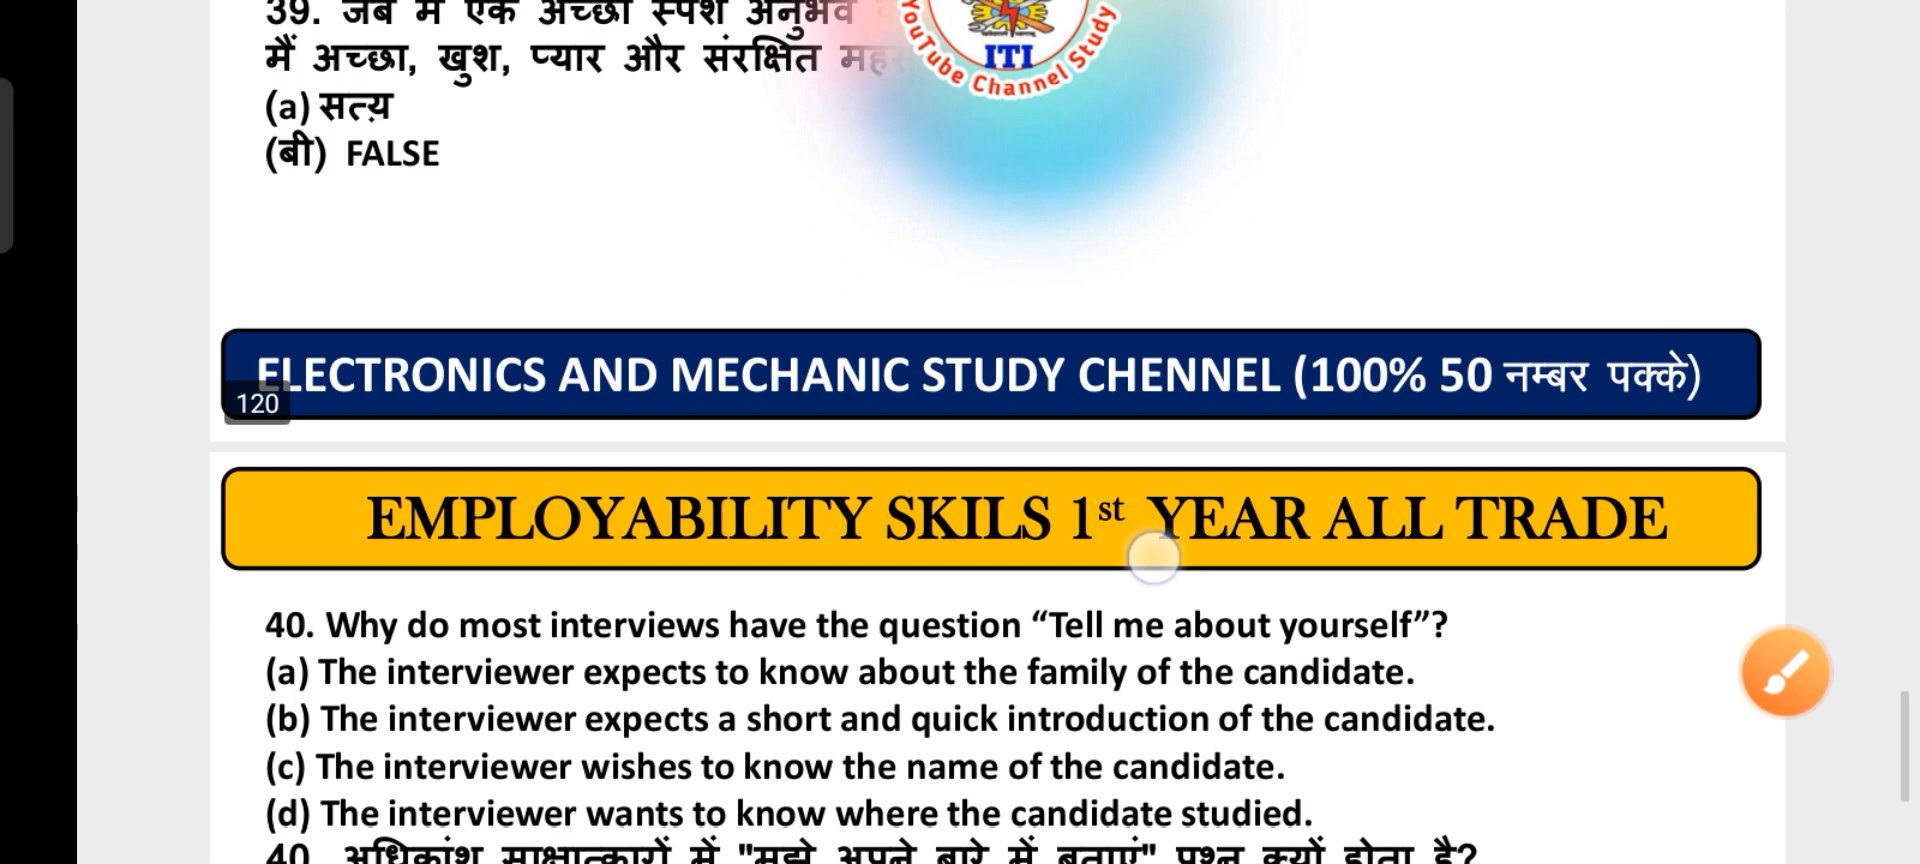 39. जब मैं एक अच्छा स्पर्श अनुभव
मैं अच्छा, खुश, प्यार और संरक्षित
(a) सत्य
(बी) FALSE
YouTube Channel Study
ITI
ELECTRONICS AND MECHANIC STUDY CHENNEL (100% 50 नम्बर पक्के)
120
EMPLOYABILITY SKILS 1st YEAR ALL TRADE
40. Why do most interviews have the question “Tell me about yourself”?
(a) The interviewer expects to know about the family of the candidate.
(b) The interviewer expects a short and quick introduction of the candidate.
(c) The interviewer wishes to know the name of the candidate.
(d) The interviewer wants to know where the candidate studied.
40. अधिकांश साक्षात्कारों में "मुझे अपने बारे में बताएं" प्रश्न क्यों होता है?